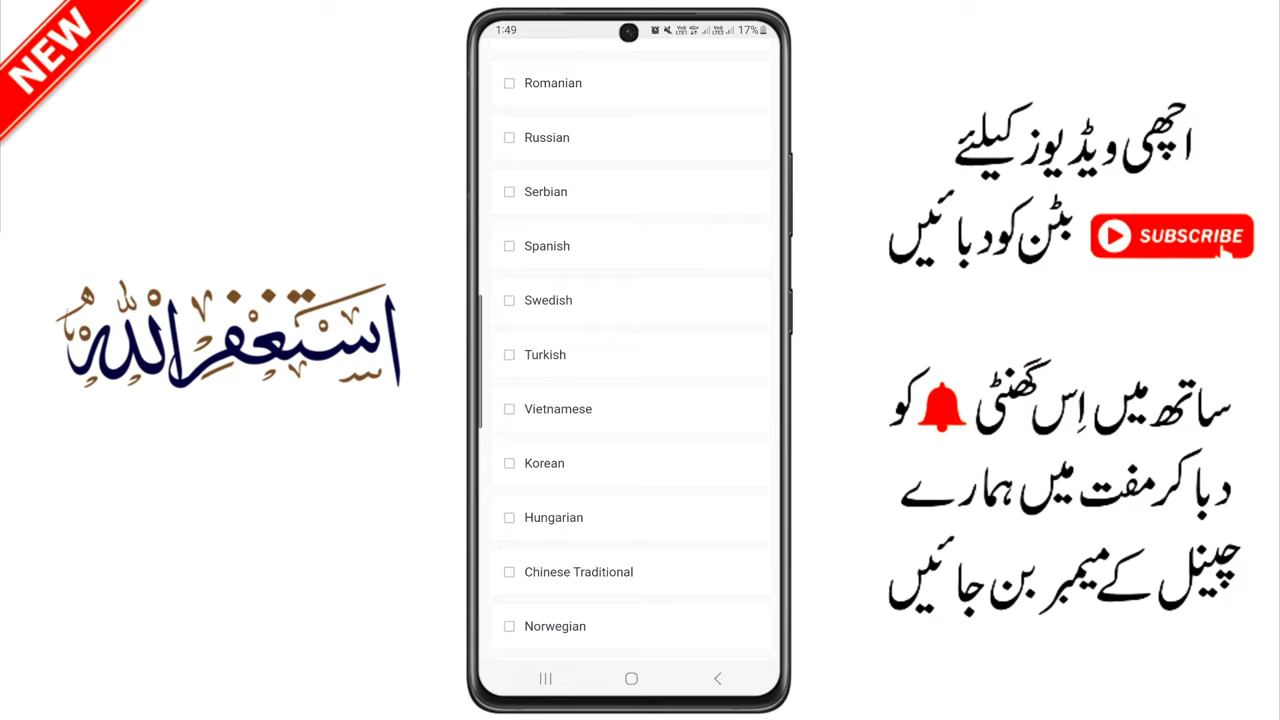 NEW
1:49
17%
Romanian
Russian
Serbian
Spanish
Swedish
Turkish
Vietnamese
Korean
Hungarian
Chinese Traditional
Norwegian
اَسْتَغْفِرُاللہ
اچھی ویڈیوز کیلئے
بٹن کو دبائیں
SUBSCRIBE
ساتھ میں اِس گھنٹی کو
دبا کر مفت میں ہمارے
چینل کے میمبر بن جائیں